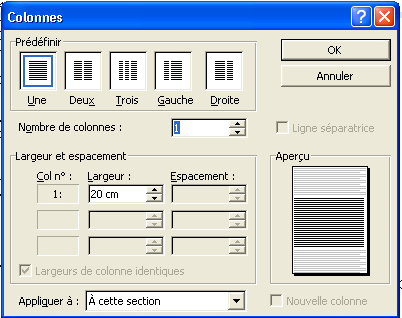 Colonnes
Prédéfinir
OK
Annuler
Une Deux Trois Gauche Droite
Nombre de colonnes : 1
Ligne séparatrice
Largeur et espacement
Aperçu
Col n° : Largeur : Espacement :
1: 20 cm
Largeurs de colonne identiques
Appliquer à : À cette section
Nouvelle colonne